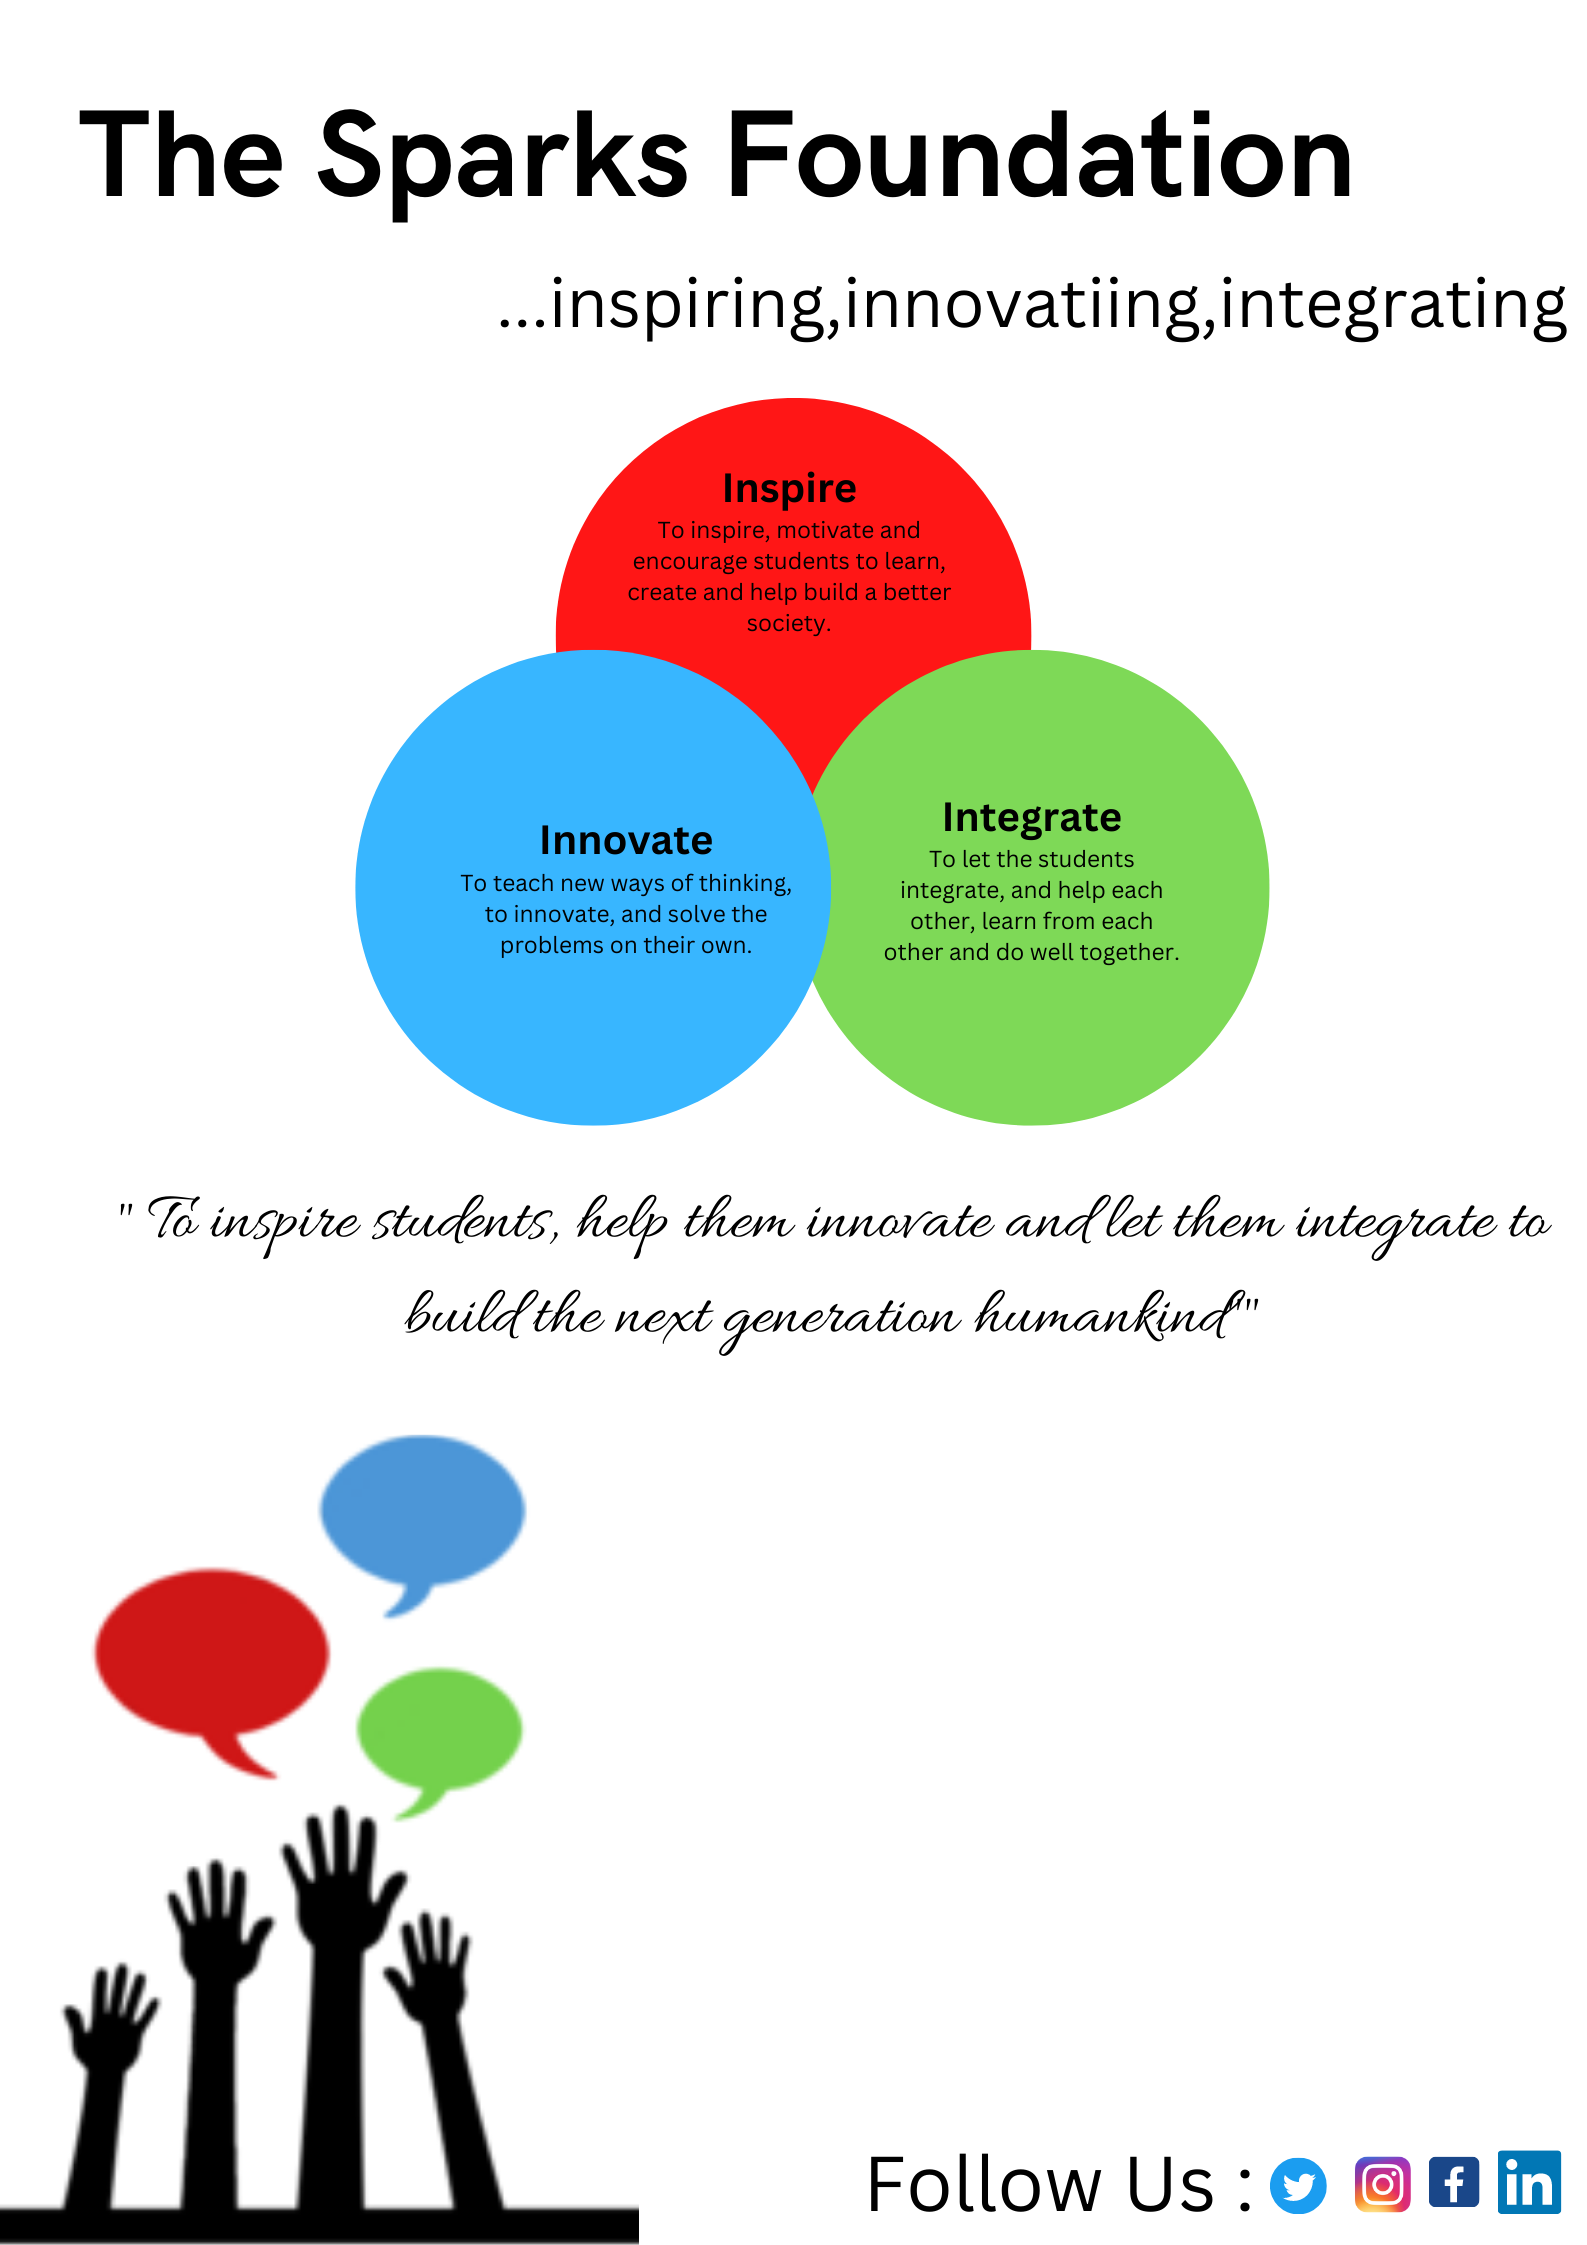 The Sparks Foundation
...inspiring,innovatiing,integrating
Inspire
To inspire, motivate and
encourage students to learn,
create and help build a better
society.
Innovate
To teach new ways of thinking,
to innovate, and solve the
problems on their own.
Integrate
To let the students
integrate, and help each
other, learn from each
other and do well together.
" To inspire students, help them innovate and let them integrate to
build the next generation humankind""
Follow Us :